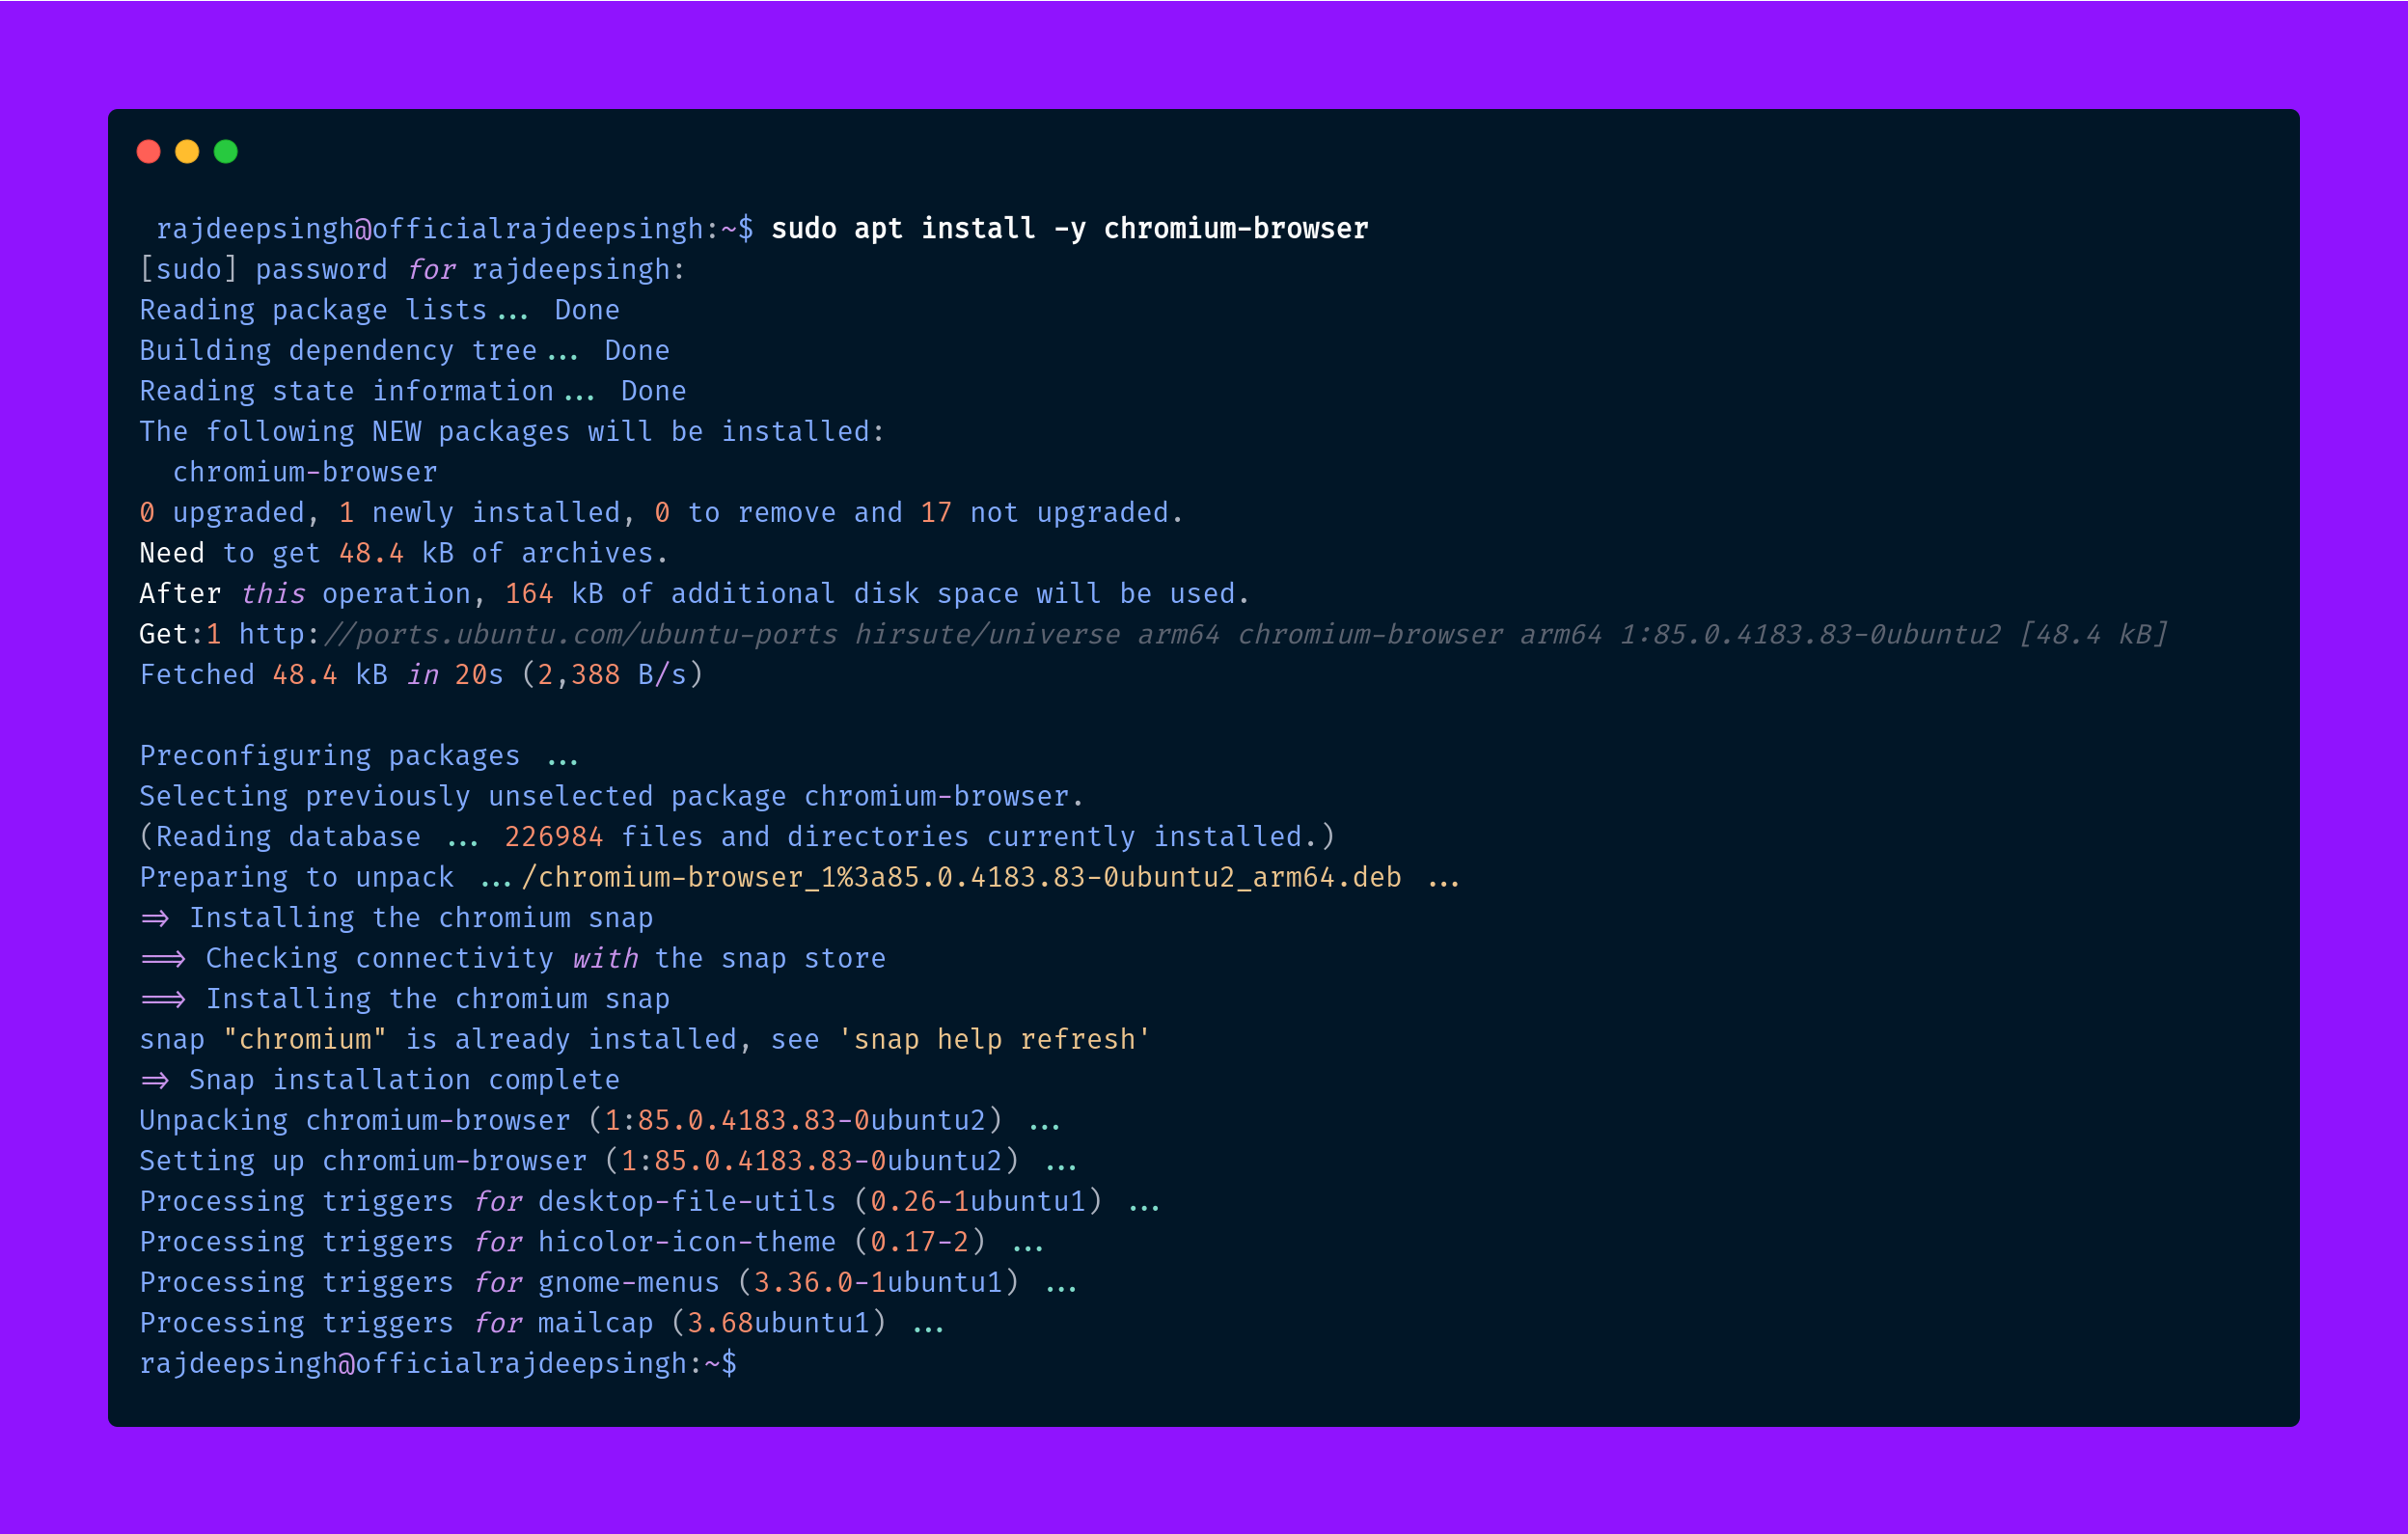 rajdeepsingh@officialrajdeepsingh:~$ sudo apt install -y chromium-browser
[sudo] password for rajdeepsingh:
Reading package lists... Done
Building dependency tree... Done
Reading state information... Done
The following NEW packages will be installed:
chromium-browser
0 upgraded, 1 newly installed, 0 to remove and 17 not upgraded.
Need to get 48.4 kB of archives.
After this operation, 164 kB of additional disk space will be used.
Get:1 http://ports.ubuntu.com/ubuntu-ports hirsute/universe arm64 chromium-browser arm64 1:85.0.4183.83-0ubuntu2 [48.4 kB]
Fetched 48.4 kB in 20s (2,388 B/s)
Preconfiguring packages ...
Selecting previously unselected package chromium-browser.
(Reading database ... 226984 files and directories currently installed.)
Preparing to unpack .../chromium-browser_1%3a85.0.4183.83-0ubuntu2_arm64.deb ...
=> Installing the chromium snap
==> Checking connectivity with the snap store
==> Installing the chromium snap
snap "chromium" is already installed, see 'snap help refresh'
=> Snap installation complete
Unpacking chromium-browser (1:85.0.4183.83-0ubuntu2) ...
Setting up chromium-browser (1:85.0.4183.83-0ubuntu2) ...
Processing triggers for desktop-file-utils (0.26-1ubuntu1) ...
Processing triggers for hicolor-icon-theme (0.17-2) ...
Processing triggers for gnome-menus (3.36.0-1ubuntu1) ...
Processing triggers for mailcap (3.68ubuntu1) ...
rajdeepsingh@officialrajdeepsingh:~$